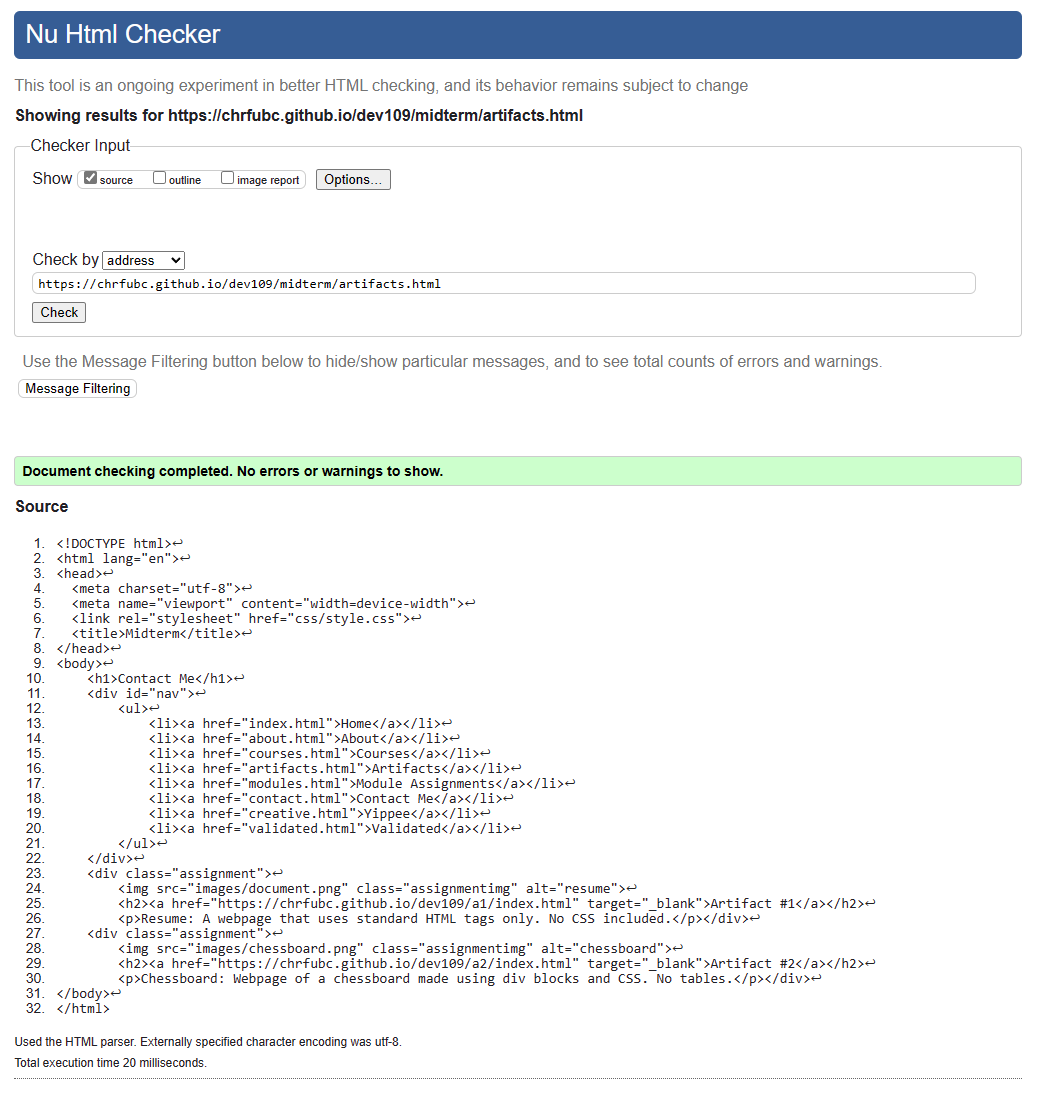 Nu Html Checker
This tool is an ongoing experiment in better HTML checking, and its behavior remains subject to change
Showing results for https://chrfubc.github.io/dev109/midterm/artifacts.html
Checker Input
Show source outline image report Options...
Check by address
https://chrfubc.github.io/dev109/midterm/artifacts.html
Check
Use the Message Filtering button below to hide/show particular messages, and to see total counts of errors and warnings.
Message Filtering
Document checking completed. No errors or warnings to show.
Source
1. <!DOCTYPE html>↩
2. <html lang="en">↩
3. <head>↩
4.   <meta charset="utf-8">↩
5.   <meta name="viewport" content="width=device-width">↩
6.   <link rel="stylesheet" href="css/style.css">↩
7.   <title>Midterm</title>↩
8. </head>↩
9. <body>↩
10.     <h1>Contact Me</h1>↩
11.     <div id="nav">↩
12.         <ul>↩
13.             <li><a href="index.html">Home</a></li>↩
14.             <li><a href="about.html">About</a></li>↩
15.             <li><a href="courses.html">Courses</a></li>↩
16.             <li><a href="artifacts.html">Artifacts</a></li>↩
17.             <li><a href="modules.html">Module Assignments</a></li>↩
18.             <li><a href="contact.html">Contact Me</a></li>↩
19.             <li><a href="creative.html">Yippee</a></li>↩
20.             <li><a href="validated.html">Validated</a></li>↩
21.         </ul>↩
22.     </div>↩
23.     <div class="assignment">↩
24.         <img src="images/document.png" class="assignmentimg" alt="resume">↩
25.         <h2><a href="https://chrfubc.github.io/dev109/a1/index.html" target="_blank">Artifact #1</a></h2>↩
26.         <p>Resume: A webpage that uses standard HTML tags only. No CSS included.</p></div>↩
27.     <div class="assignment">↩
28.         <img src="images/chessboard.png" class="assignmentimg" alt="chessboard">↩
29.         <h2><a href="https://chrfubc.github.io/dev109/a2/index.html" target="_blank">Artifact #2</a></h2>↩
30.         <p>Chessboard: Webpage of a chessboard made using div blocks and CSS. No tables.</p></div>↩
31. </body>↩
32. </html>
Used the HTML parser. Externally specified character encoding was utf-8.
Total execution time 20 milliseconds.